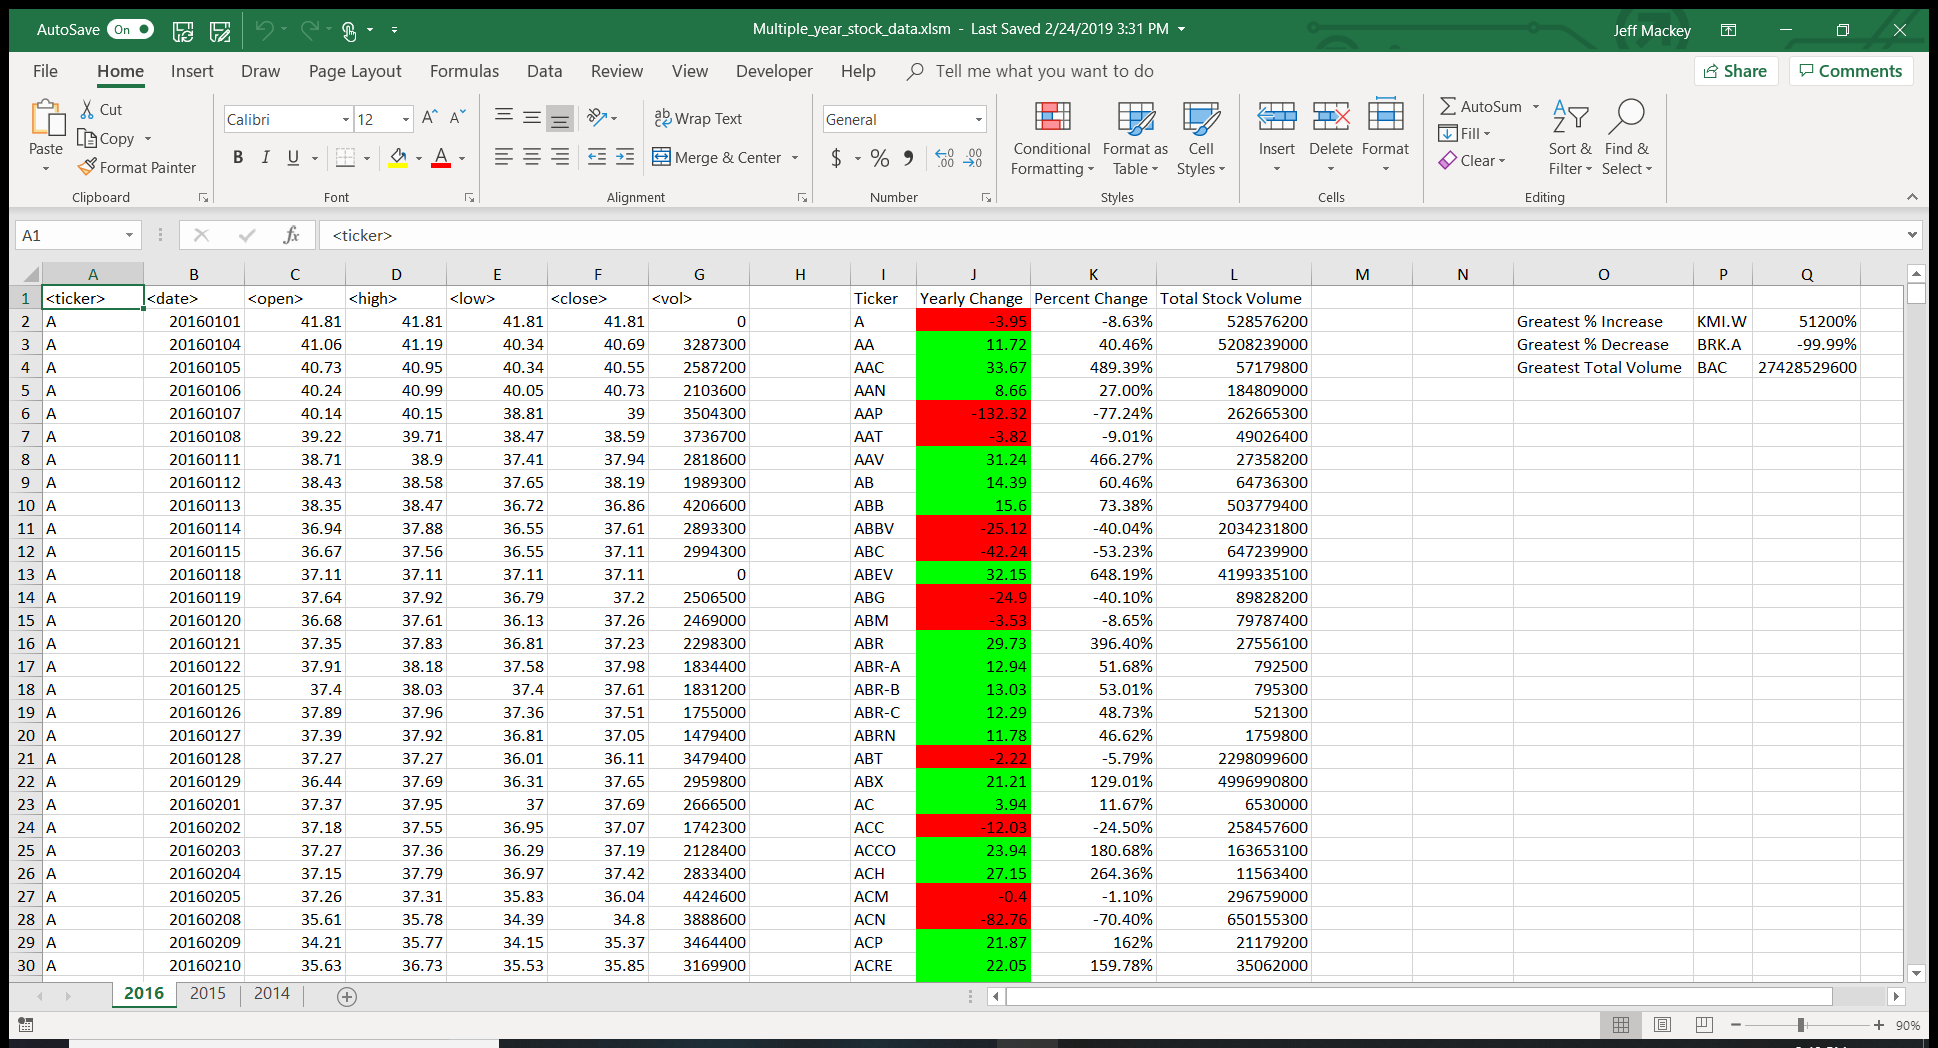 AutoSave On Multiple_year_stock_data.xlsm - Last Saved 2/24/2019 3:31 PM Jeff Mackey
File Home Insert Draw Page Layout Formulas Data Review View Developer Help Tell me what you want to do Share Comments
Paste Cut Copy Format Painter
Clipboard
Calibri 12
B I U A
Font
Wrap Text
Merge & Center
Alignment
General
$ % , .00
Number
Conditional Formatting Format as Table Cell Styles
Styles
Insert Delete Format
Cells
AutoSum Fill Clear Sort & Filter Find & Select
Editing
A1 fx <ticker>
A B C D E F G H I J K L M N O P Q
1 <ticker> <date> <open> <high> <low> <close> <vol> Ticker Yearly Change Percent Change Total Stock Volume
2 A 20160101 41.81 41.81 41.81 41.81 0 A -3.95 -8.63% 528576200 Greatest % Increase KMI.W 51200%
3 A 20160104 41.06 41.19 40.34 40.69 3287300 AA 11.72 40.46% 5208239000 Greatest % Decrease BRK.A -99.99%
4 A 20160105 40.73 40.95 40.34 40.55 2587200 AAC 33.67 489.39% 57179800 Greatest Total Volume BAC 27428529600
5 A 20160106 40.24 40.99 40.05 40.73 2103600 AAN 8.66 27.00% 184809000
6 A 20160107 40.14 40.15 38.81 39 3504300 AAP -132.32 -77.24% 262665300
7 A 20160108 39.22 39.71 38.47 38.59 3736700 AAT -3.82 -9.01% 49026400
8 A 20160111 38.71 38.9 37.41 37.94 2818600 AAV 31.24 466.27% 27358200
9 A 20160112 38.43 38.58 37.65 38.19 1989300 AB 14.39 60.46% 64736300
10 A 20160113 38.35 38.47 36.72 36.86 4206600 ABB 15.6 73.38% 503779400
11 A 20160114 36.94 37.88 36.55 37.61 2893300 ABBV -25.12 -40.04% 2034231800
12 A 20160115 36.67 37.56 36.55 37.11 2994300 ABC -42.24 -53.23% 647239900
13 A 20160118 37.11 37.11 37.11 37.11 0 ABEV 32.15 648.19% 4199335100
14 A 20160119 37.64 37.92 36.79 37.2 2506500 ABG -24.9 -40.10% 89828200
15 A 20160120 36.68 37.61 36.13 37.26 2469000 ABM -3.53 -8.65% 79787400
16 A 20160121 37.35 37.83 36.81 37.23 2298300 ABR 29.73 396.40% 27556100
17 A 20160122 37.91 38.18 37.58 37.98 1834400 ABR-A 12.94 51.68% 792500
18 A 20160125 37.4 38.03 37.4 37.61 1831200 ABR-B 13.03 53.01% 795300
19 A 20160126 37.89 37.96 37.36 37.51 1755000 ABR-C 12.29 48.73% 521300
20 A 20160127 37.39 37.92 36.81 37.05 1479400 ABRN 11.78 46.62% 1759800
21 A 20160128 37.27 37.27 36.01 36.11 3479400 ABT -2.22 -5.79% 2298099600
22 A 20160129 36.44 37.69 36.31 37.65 2959800 ABX 21.21 129.01% 4996990800
23 A 20160201 37.37 37.95 37 37.69 2666500 AC 3.94 11.67% 6530000
24 A 20160202 37.18 37.55 36.95 37.07 1742300 ACC -12.03 -24.50% 258457600
25 A 20160203 37.27 37.36 36.29 37.19 2128400 ACCO 23.94 180.68% 163653100
26 A 20160204 37.15 37.79 36.97 37.42 2833400 ACH 27.15 264.36% 11563400
27 A 20160205 37.26 37.31 35.83 36.04 4424600 ACM -0.4 -1.10% 296759000
28 A 20160208 35.61 35.78 34.39 34.8 3888600 ACN -82.76 -70.40% 650155300
29 A 20160209 34.21 35.77 34.15 35.37 3464400 ACP 21.87 162% 21179200
30 A 20160210 35.63 36.73 35.53 35.85 3169900 ACRE 22.05 159.78% 35062000
2016 2015 2014
90%